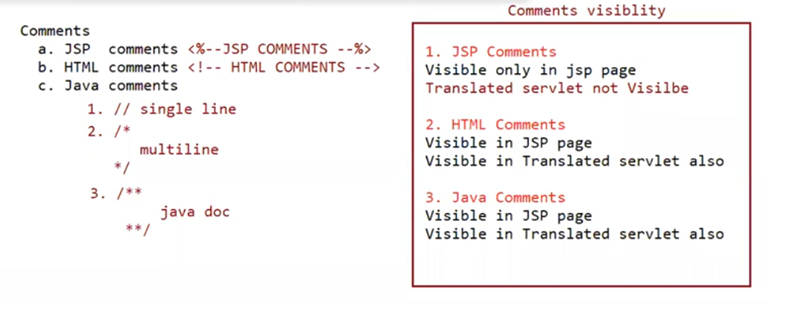 Comments
a. JSP comments <%--JSP COMMENTS --%>
b. HTML comments <!-- HTML COMMENTS -->
c. Java comments
1. // single line
2. /*
multiline
*/
3. /**
java doc
**/
Comments visiblity
1. JSP Comments
Visible only in jsp page
Translated servlet not Visilbe
2. HTML Comments
Visible in JSP page
Visible in Translated servlet also
3. Java Comments
Visible in JSP page
Visible in Translated servlet also